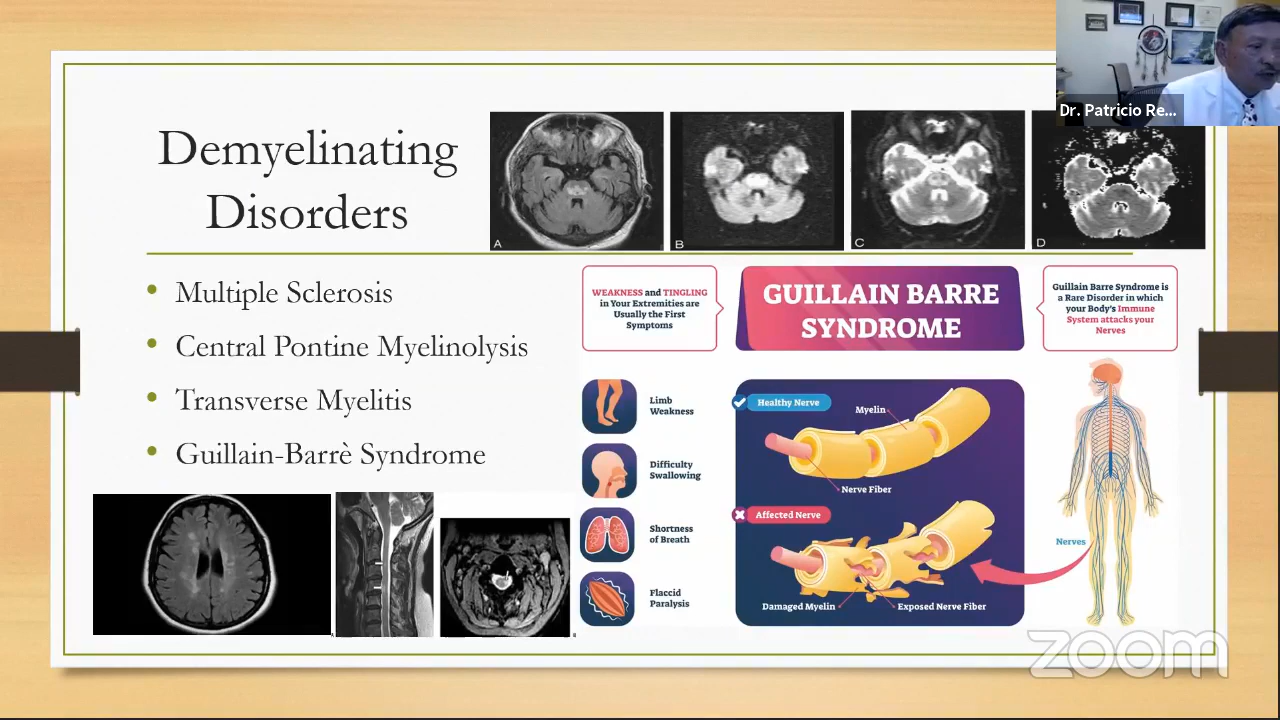 Dr. Patricio Re...
Demyelinating
Disorders
A
B
C
D
Multiple Sclerosis
Central Pontine Myelinolysis
Transverse Myelitis
Guillain-Barrè Syndrome
WEAKNESS and TINGLING
in Your Extremities are
Usually the First
Symptoms
GUILLAIN BARRE
SYNDROME
Guillain Barre Syndrome is
a Rare Disorder in which
your Body's Immune
System attacks your
Nerves
Limb
Weakness
Difficulty
Swallowing
Shortness
of Breath
Flaccid
Paralysis
Healthy Nerve
Myelin
Nerve Fiber
Affected Nerve
Damaged Myelin
Exposed Nerve Fiber
Nerves
zoom